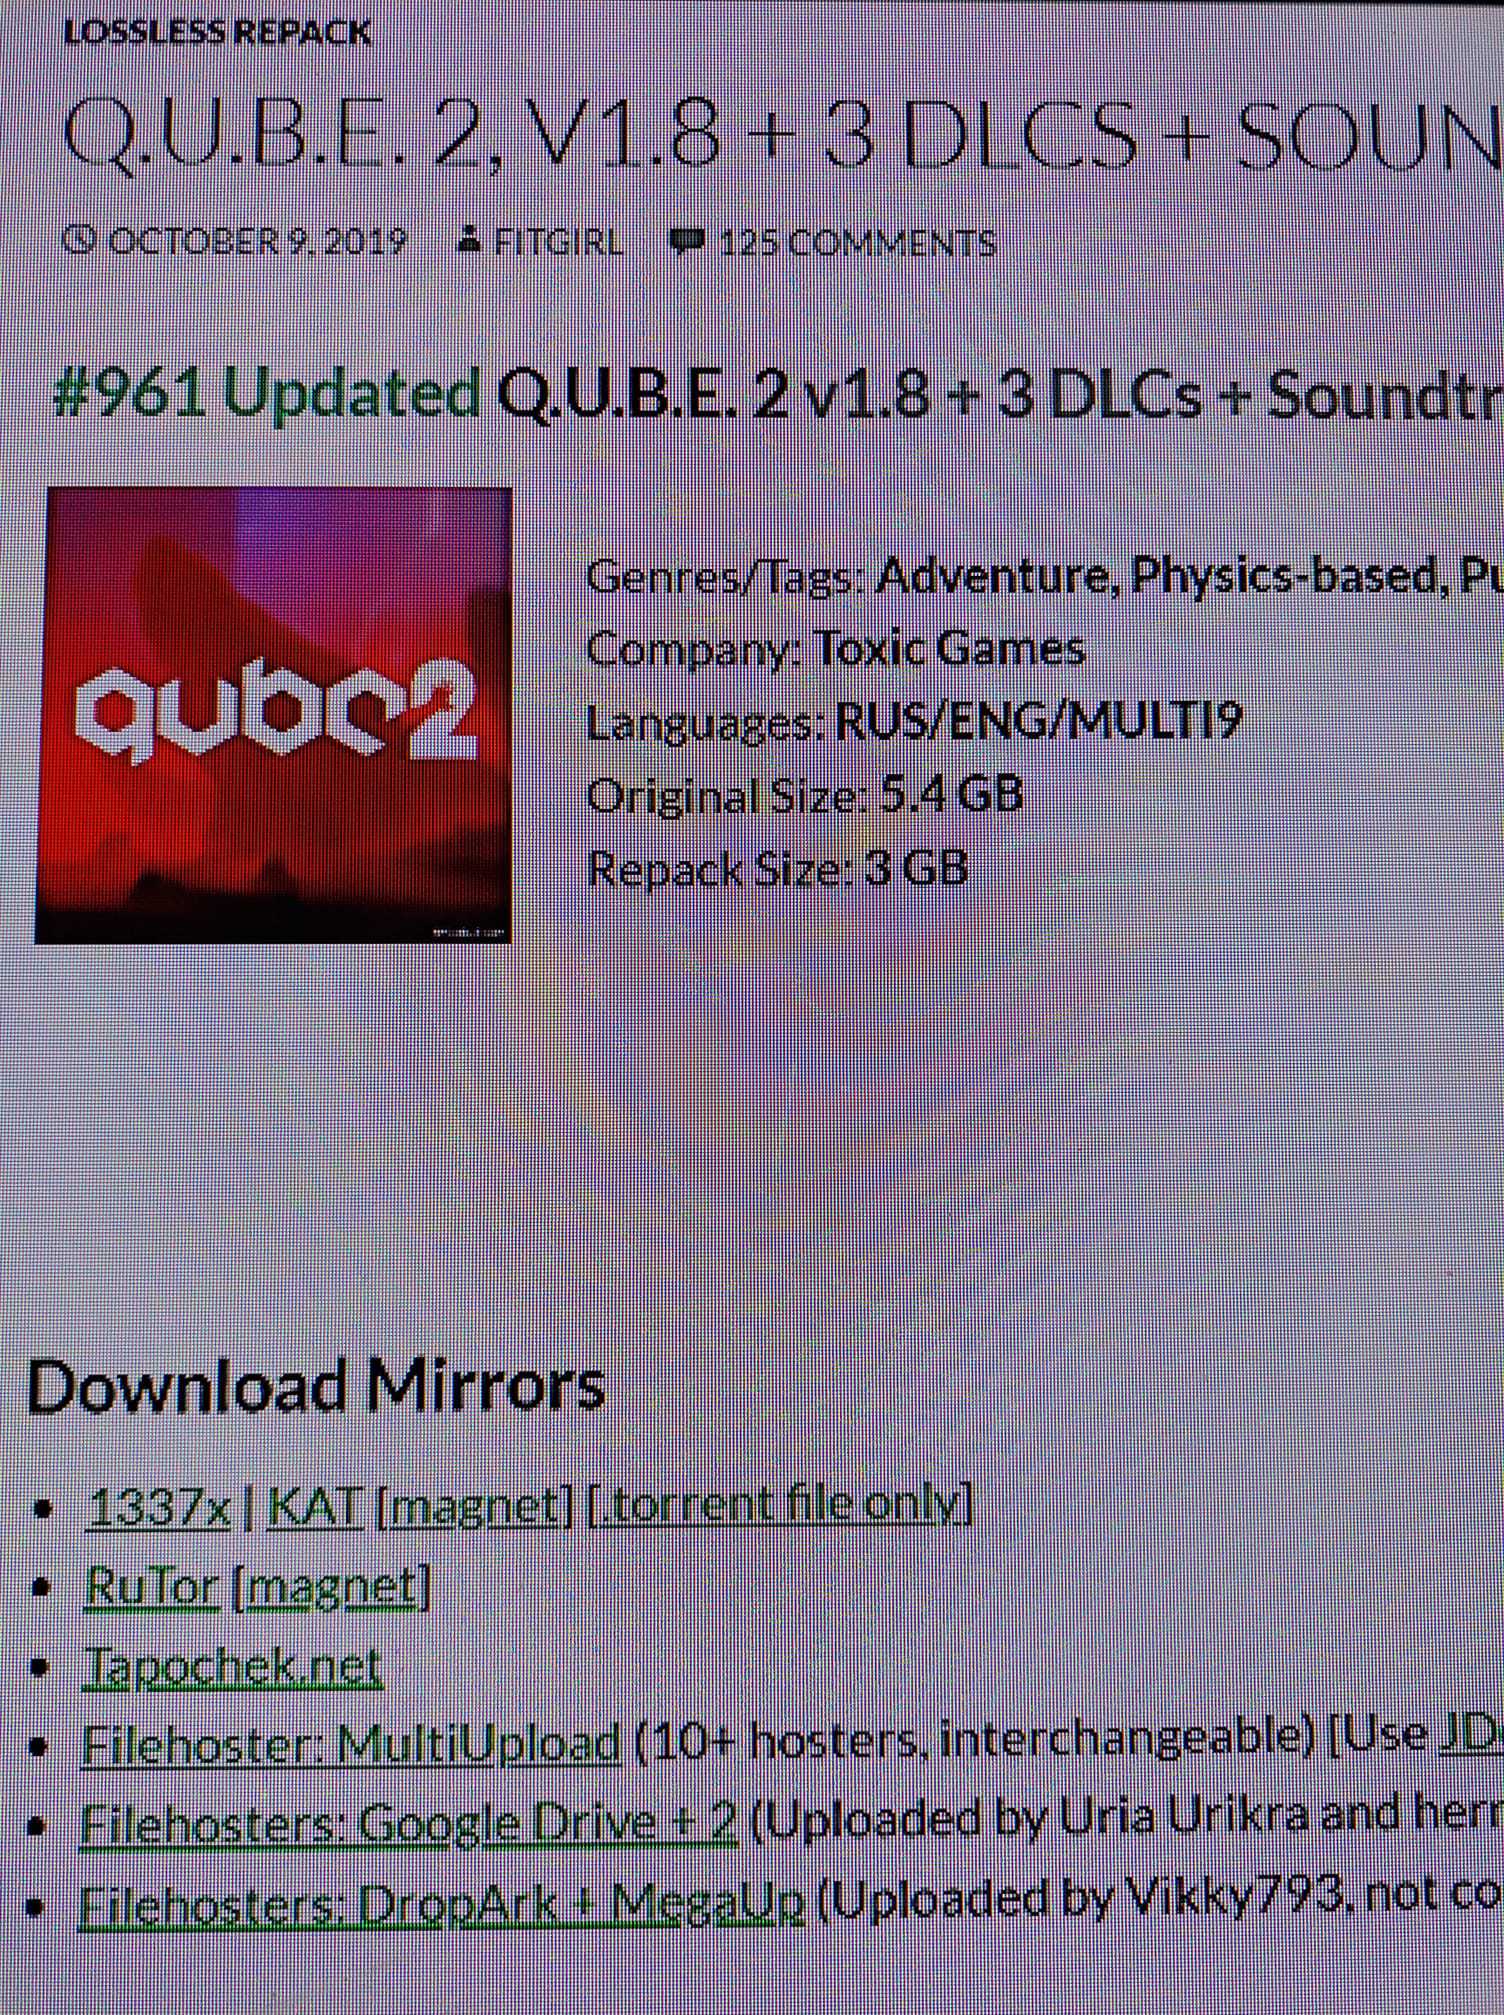 LOSSLESS REPACK
Q.U.B.E. 2, V1.8 + 3 DLCS + SOUN
OCTOBER 9, 2019 FITGIRL 125 COMMENTS
#961 Updated Q.U.B.E. 2 v1.8 + 3 DLCs + Soundtr
qube2
Genres/Tags: Adventure, Physics-based, Pu
Company: Toxic Games
Languages: RUS/ENG/MULTI9
Original Size: 5.4 GB
Repack Size: 3 GB
Download Mirrors
• 1337x | KAT [magnet] [.torrent file only]
• RuTor [magnet]
• Tapochek.net
• Filehoster: MultiUpload (10+ hosters, interchangeable) [Use JD
• Filehosters: Google Drive + 2 (Uploaded by Uria Urikra and herr
• Filehosters: DropArk + MegaUp (Uploaded by Vikky793, not co